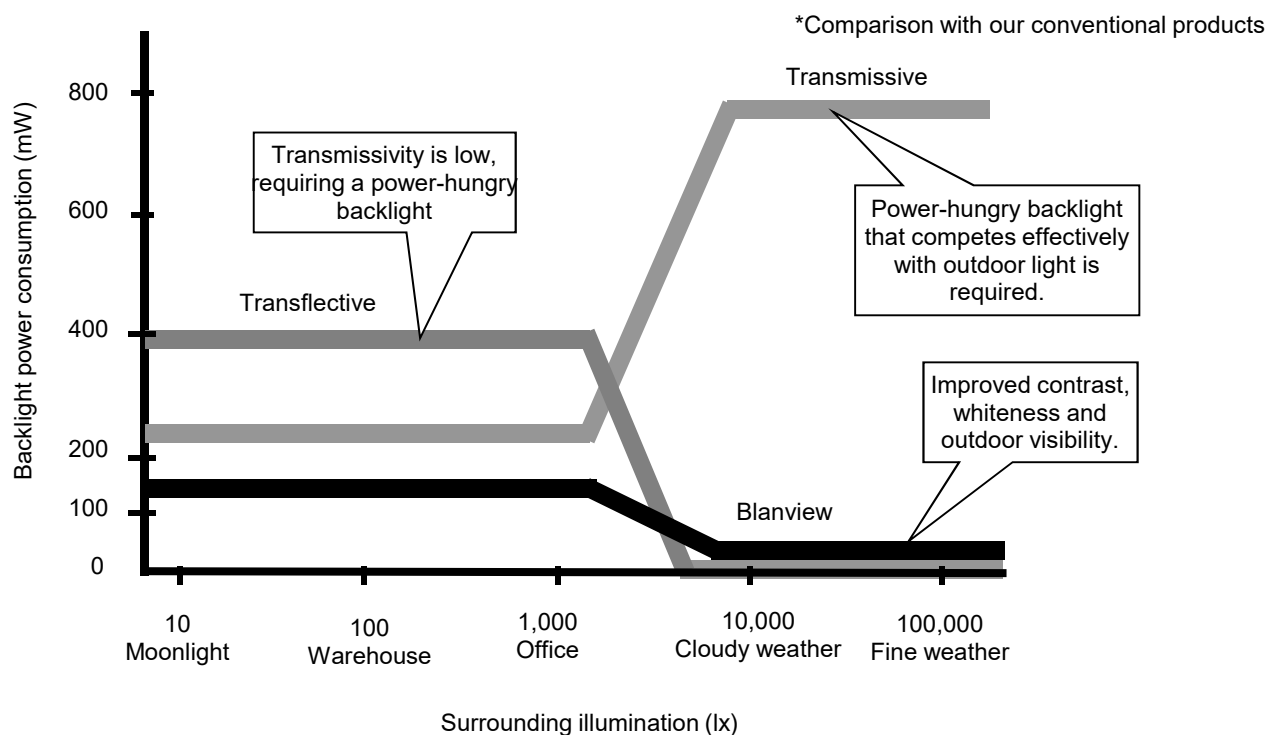 *Comparison with our conventional products
Transmissive
800
Transmissivity is low,
requiring a power-hungry
backlight
Power-hungry backlight
that competes effectively
with outdoor light is
required.
600
Backlight power consumption (mW)
Transflective
400
Improved contrast,
whiteness and
outdoor visibility.
200
100
Blanview
0
10
Moonlight
100
Warehouse
1,000
Office
10,000
Cloudy weather
100,000
Fine weather
Surrounding illumination (lx)